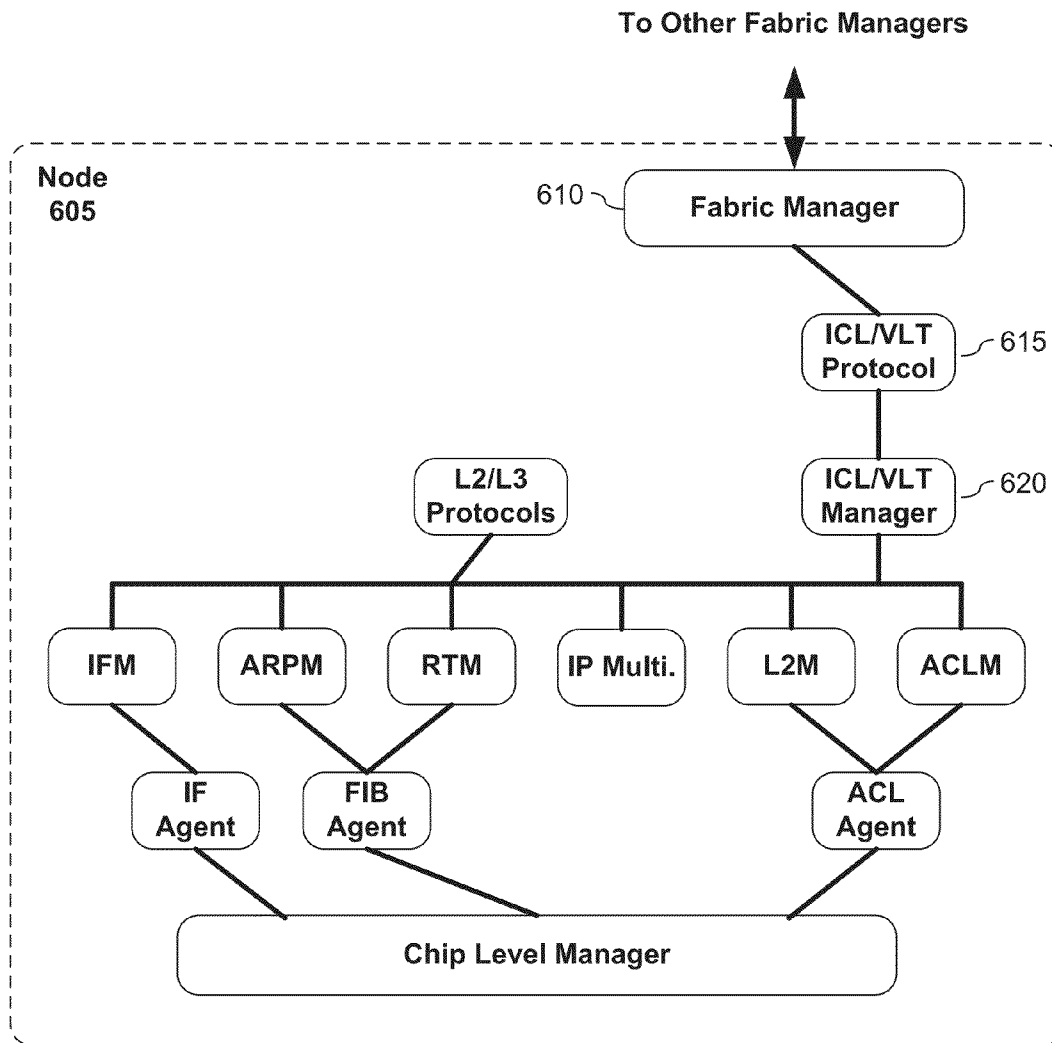 To Other Fabric Managers
Node
605
610
Fabric Manager
ICL/VLT
Protocol
615
L2/L3
Protocols
ICL/VLT
Manager
620
IFM
ARPM
RTM
IP Multi.
L2M
ACLM
IF
Agent
FIB
Agent
ACL
Agent
Chip Level Manager